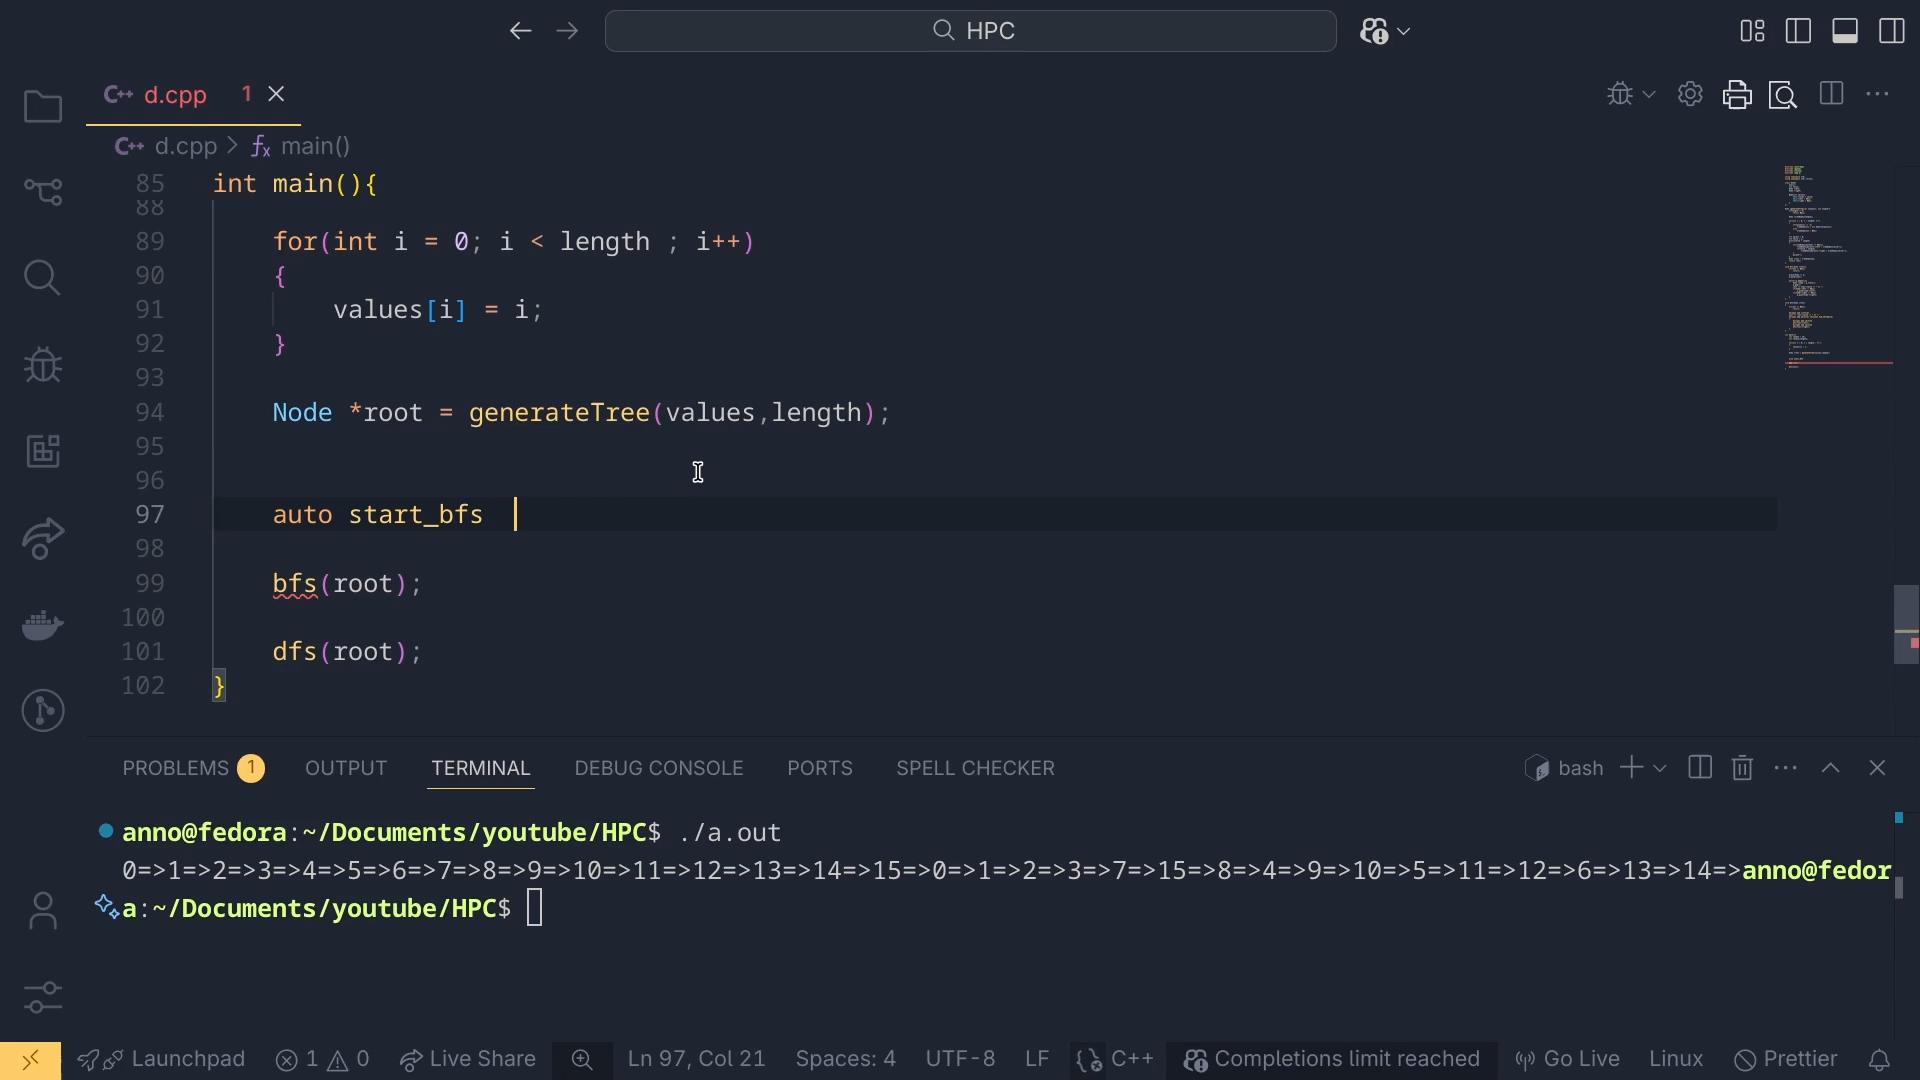 HPC
C++ d.cpp 1
C++ d.cpp > fx main()
85 int main(){
88
89 for(int i = 0; i < length ; i++)
90 {
91 values[i] = i;
92 }
93
94 Node *root = generateTree(values,length);
95
96
97 auto start_bfs
98
99 bfs(root);
100
101 dfs(root);
102 }
PROBLEMS 1 OUTPUT TERMINAL DEBUG CONSOLE PORTS SPELL CHECKER bash
anno@fedora:~/Documents/youtube/HPC$ ./a.out
0=>1=>2=>3=>4=>5=>6=>7=>8=>9=>10=>11=>12=>13=>14=>15=>0=>1=>2=>3=>7=>15=>8=>4=>9=>10=>5=>11=>12=>6=>13=>14=>anno@fedor
a:~/Documents/youtube/HPC$
Launchpad 1 0 Live Share Ln 97, Col 21 Spaces: 4 UTF-8 LF C++ Completions limit reached Go Live Linux Prettier